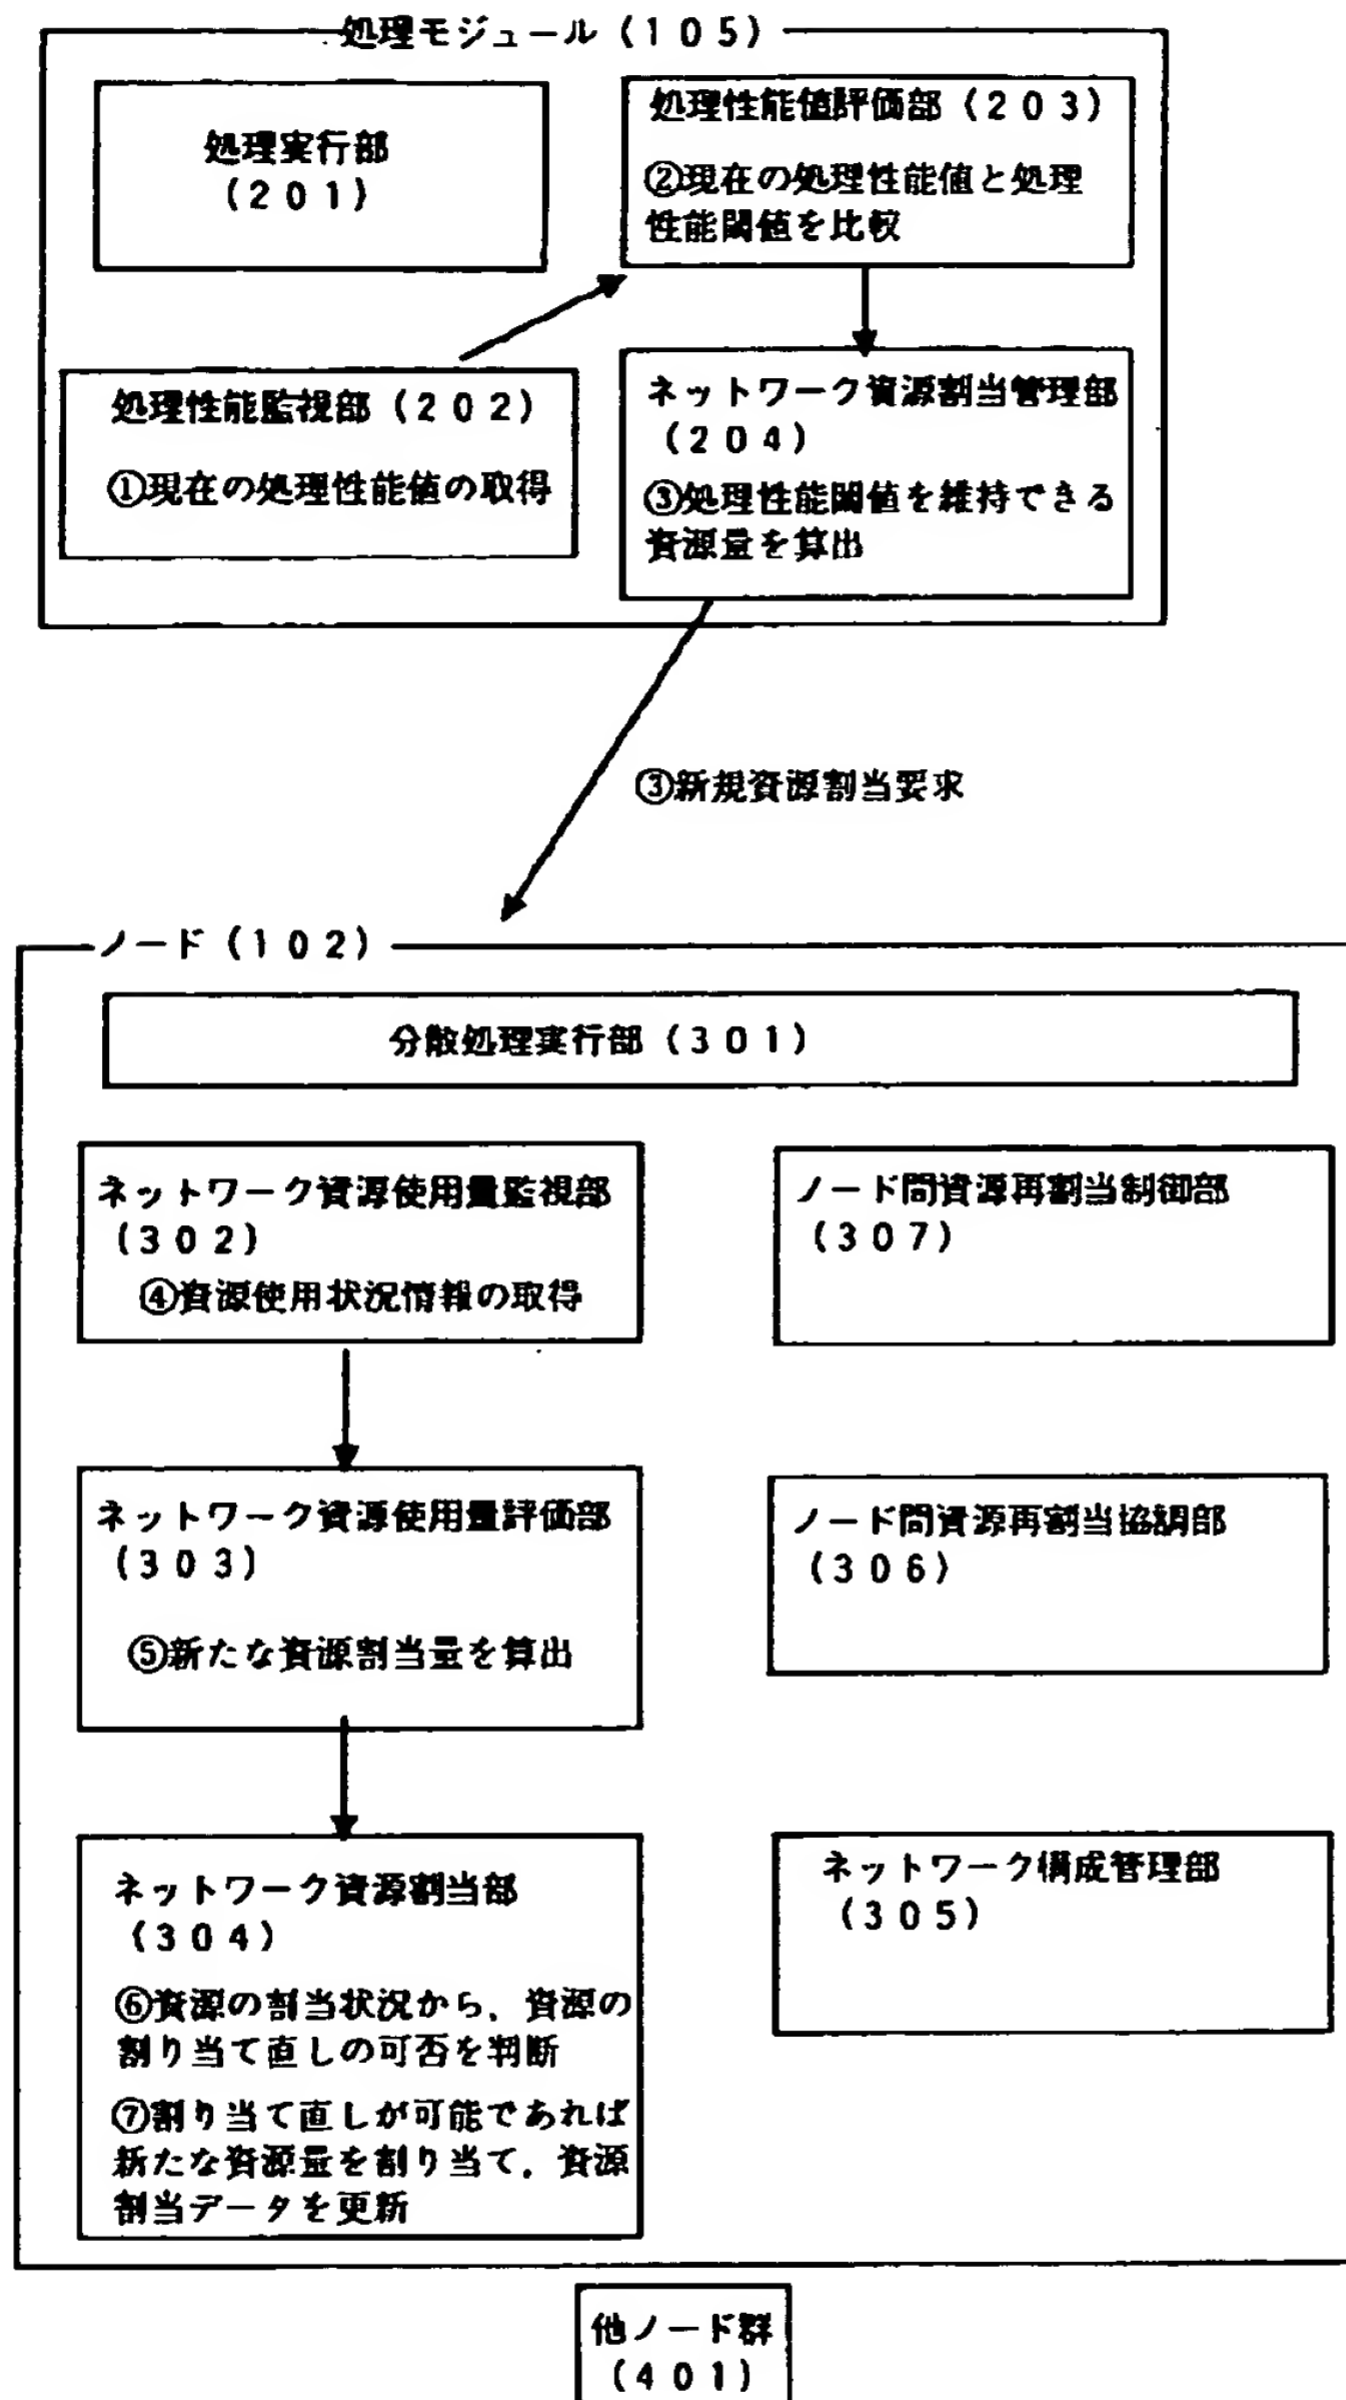 処理モジュール(105)
処理実行部
(201)
処理性能値評価部(203)
②現在の処理性能値と処理
性能閾値を比較
処理性能監視部(202)
①現在の処理性能値の取得
ネットワーク資源割当管理部
(204)
③処理性能閾値を維持できる
資源量を算出
③新規資源割当要求
ノード(102)
分散処理実行部(301)
ネットワーク資源使用量監視部
(302)
④資源使用状況情報の取得
ノード間資源再割当制御部
(307)
ネットワーク資源使用量評価部
(303)
⑤新たな資源割当量を算出
ノード間資源再割当協調部
(306)
ネットワーク資源割当部
(304)
⑥資源の割当状況から、資源の
割り当て直しの可否を判断
⑦割り当て直しが可能であれば
新たな資源量を割り当て、資源
割当データを更新
ネットワーク構成管理部
(305)
他ノード群
(401)